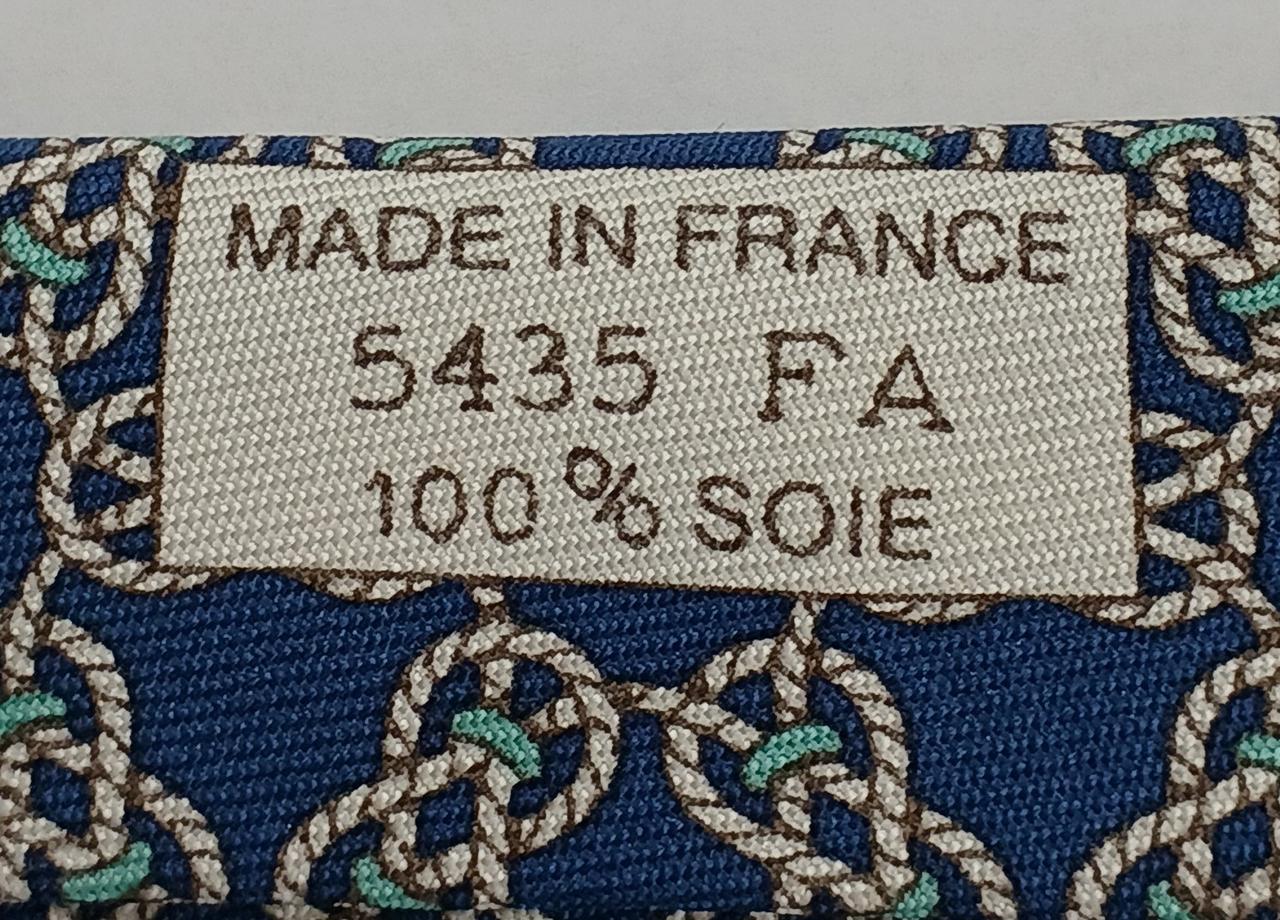 MADE IN FRANCE
5435 FA
100% SOIE